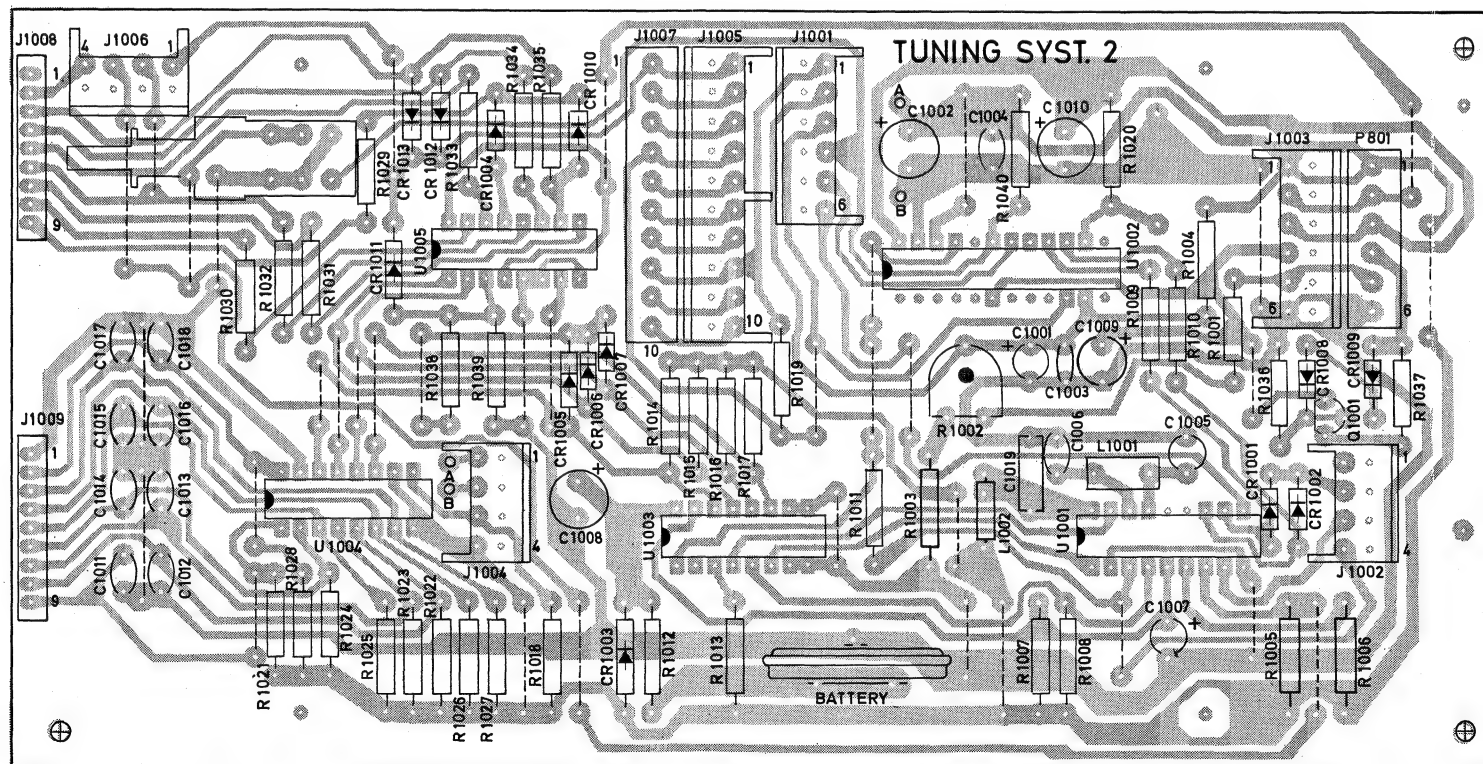 TUNING SYST. 2
J1008
J1006
4
1
1
9
R1034
R1035
CR1010
J1007
J1005
J1001
1
1
1
10
10
6
A
B
C1002
C1004
C1010
R1040
R1020
J1003
P801
1
1
6
6
R1029
CR1013
CR1012
R1033
CR1004
R1030
R1032
R1031
CR1011
U1005
U1002
R1004
R1009
R1010
R1001
C1017
C1018
R1038
R1039
CR1005
CR1006
CR1007
R1019
C1001
C1009
C1003
R1002
R1036
CR1008
CR1009
R1037
Q1001
J1009
1
9
C1015
C1016
C1014
C1013
C1011
C1012
R1014
R1015
R1016
R1017
C1006
C1005
L1001
C1019
CR1001
CR1002
J1002
1
4
A
B
1
4
J1004
C1008
U1004
U1003
R1011
R1003
L1002
U1001
R1028
R1021
R1024
R1025
R1023
R1022
R1026
R1027
R1018
CR1003
R1012
R1013
BATTERY
R1007
R1008
C1007
R1005
R1006